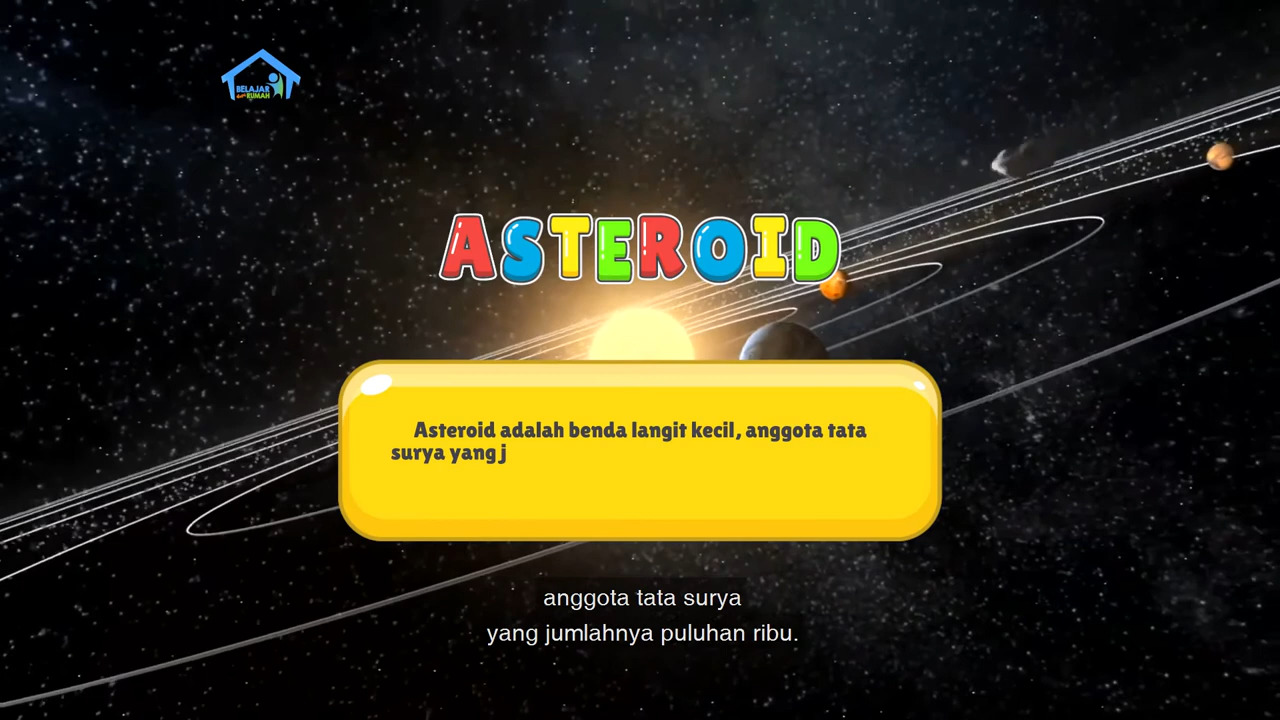 BELAJAR
dari RUMAH
ASTEROID
Asteroid adalah benda langit kecil, anggota tata
surya yang j
anggota tata surya
yang jumlahnya puluhan ribu.